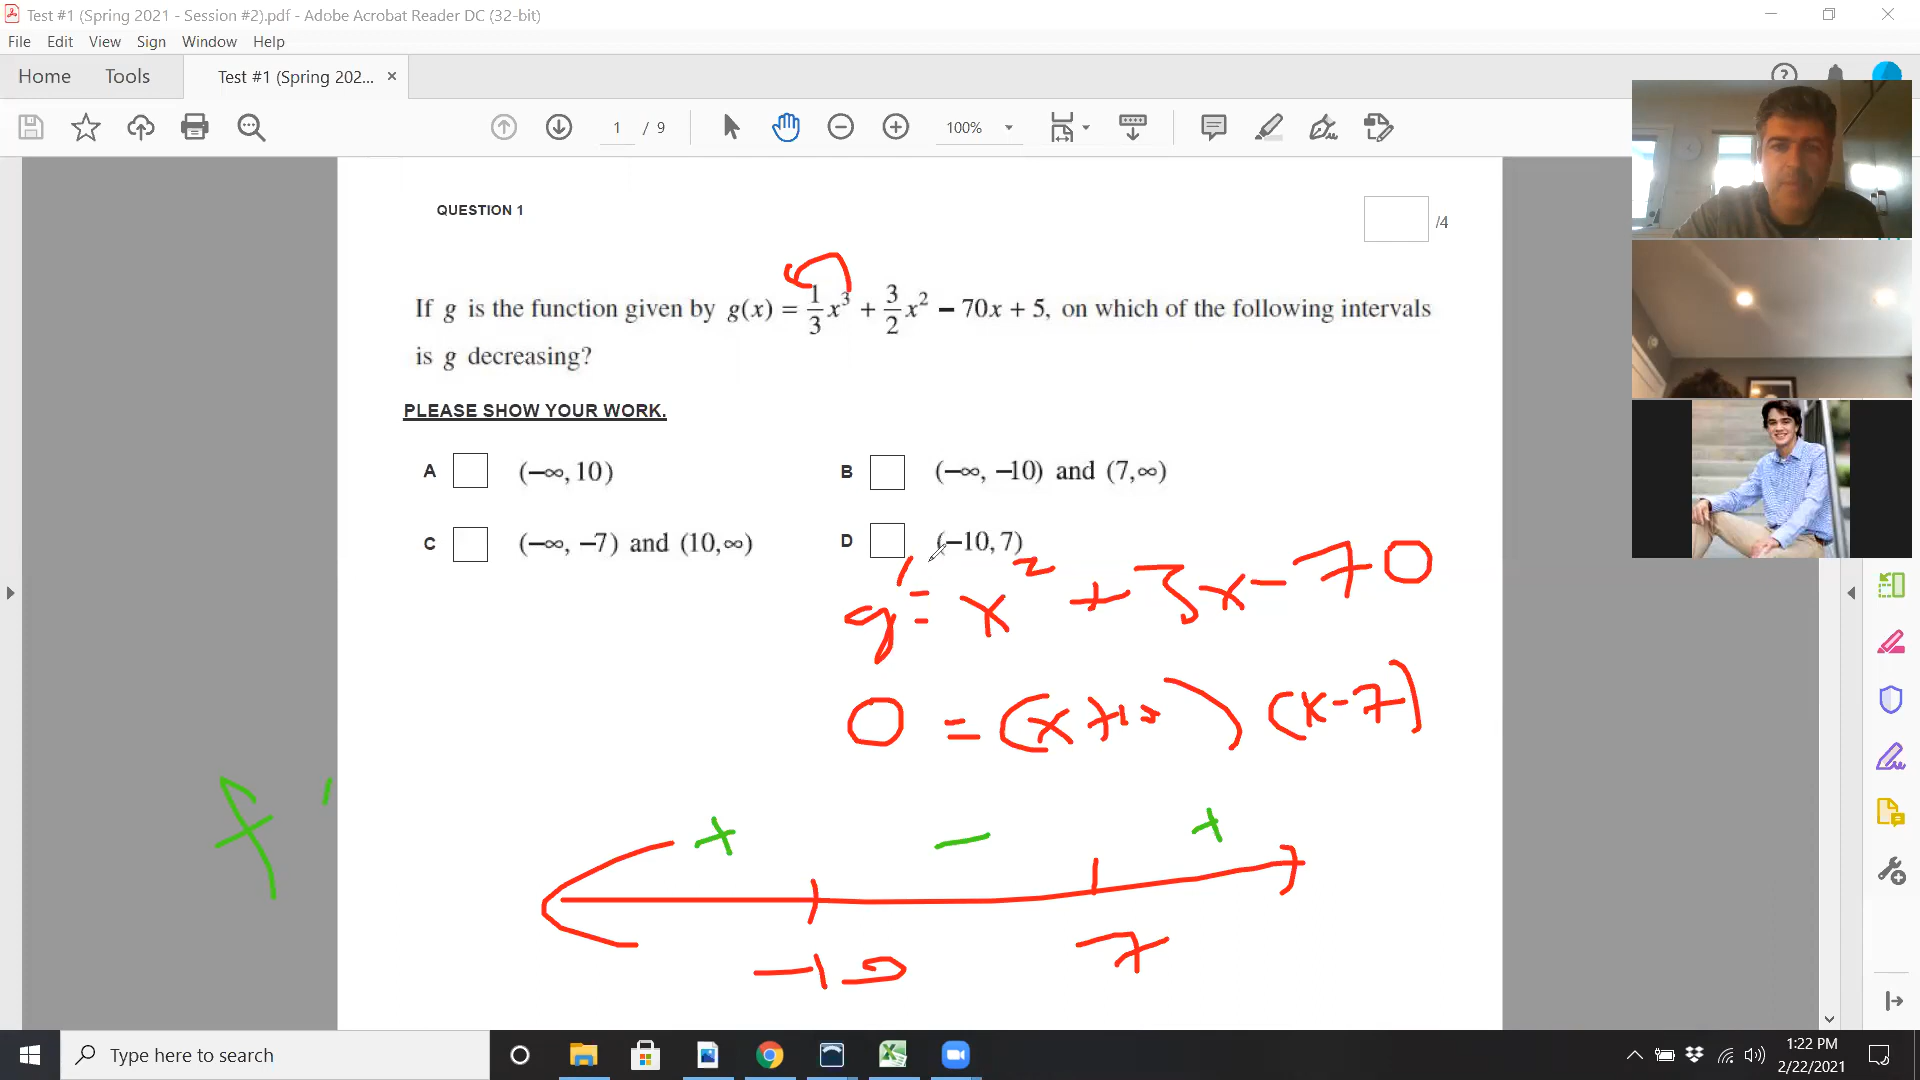 Test #1 (Spring 2021 - Session #2).pdf - Adobe Acrobat Reader DC (32-bit)
File Edit View Sign Window Help
Home Tools Test #1 (Spring 202... ×
1 / 9 100%
QUESTION 1
/4
If g is the function given by g(x) = 1/3 x³ + 3/2 x² − 70x + 5, on which of the following intervals
is g decreasing?
PLEASE SHOW YOUR WORK.
A (−∞, 10) B (−∞, −10) and (7, ∞)
C (−∞, −7) and (10, ∞) D (−10, 7)
g' = x² + 3x − 70
0 = (x+10) (x−7)
f '
+ − +
−10 7
Type here to search
1:22 PM
2/22/2021